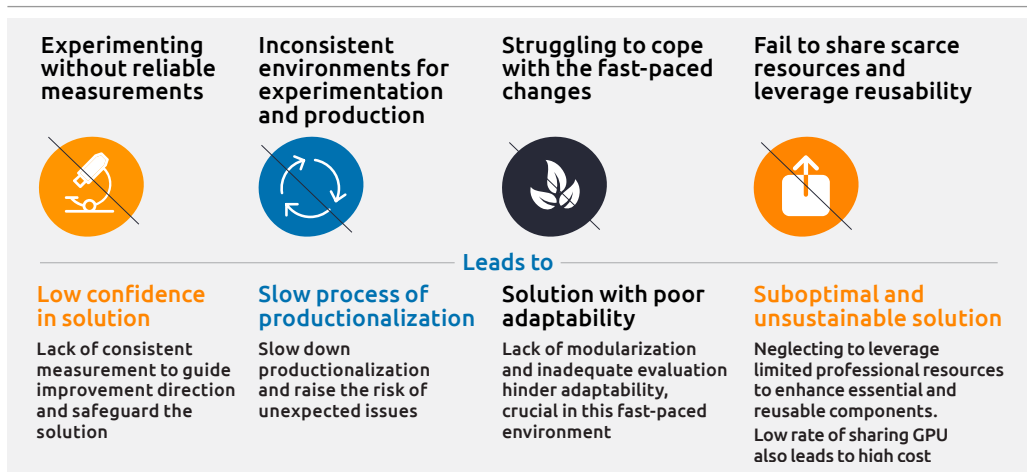 Experimenting
without reliable
measurements
Inconsistent
environments for
experimentation
and production
Struggling to cope
with the fast-paced
changes
Fail to share scarce
resources and
leverage reusability
Leads to
Low confidence
in solution
Lack of consistent
measurement to guide
improvement direction
and safeguard the
solution
Slow process of
productionalization
Slow down
productionalization
and raise the risk of
unexpected issues
Solution with poor
adaptability
Lack of modularization
and inadequate evaluation
hinder adaptability,
crucial in this fast-paced
environment
Suboptimal and
unsustainable solution
Neglecting to leverage
limited professional resources
to enhance essential and
reusable components.
Low rate of sharing GPU
also leads to high cost